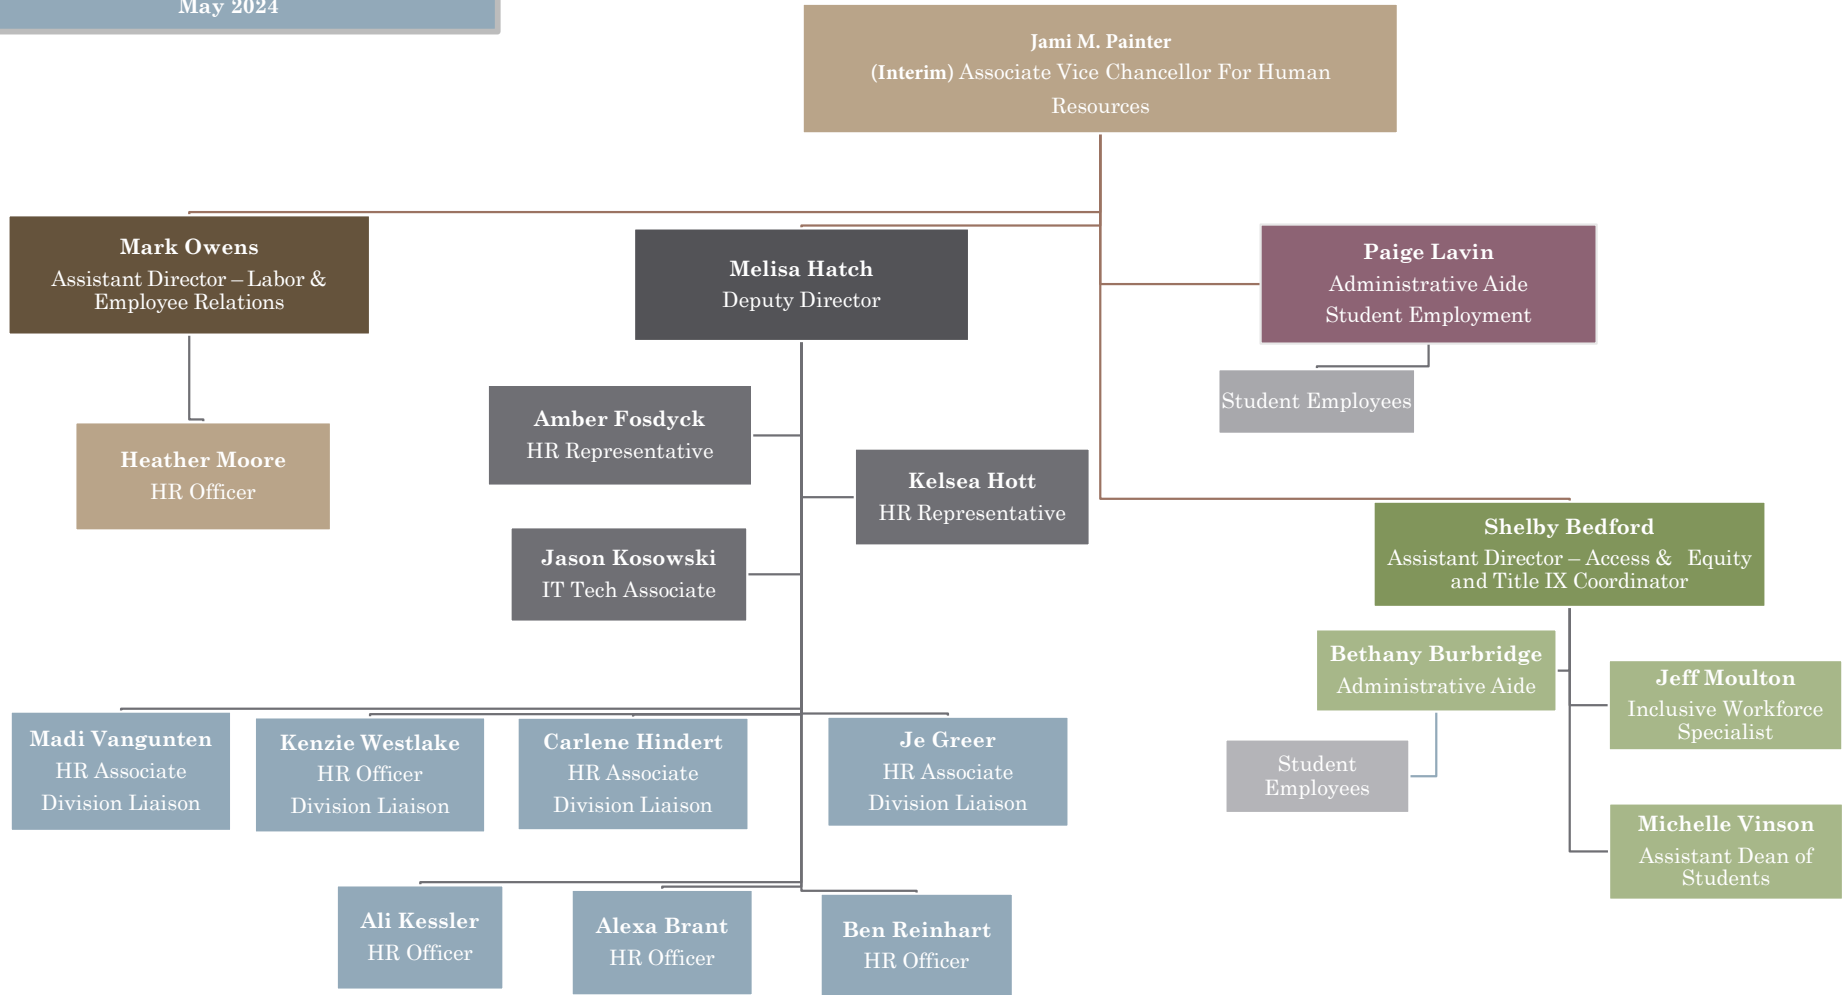 May 2024
Jami M. Painter
(Interim) Associate Vice Chancellor For Human
Resources
Mark Owens
Assistant Director – Labor &
Employee Relations
Melisa Hatch
Deputy Director
Paige Lavin
Administrative Aide
Student Employment
Student Employees
Amber Fosdyck
HR Representative
Heather Moore
HR Officer
Kelsea Hott
HR Representative
Jason Kosowski
IT Tech Associate
Shelby Bedford
Assistant Director – Access & Equity
and Title IX Coordinator
Bethany Burbridge
Administrative Aide
Jeff Moulton
Inclusive Workforce
Specialist
Student
Employees
Michelle Vinson
Assistant Dean of
Students
Madi Vangunten
HR Associate
Division Liaison
Kenzie Westlake
HR Officer
Division Liaison
Carlene Hindert
HR Associate
Division Liaison
Je Greer
HR Associate
Division Liaison
Ali Kessler
HR Officer
Alexa Brant
HR Officer
Ben Reinhart
HR Officer